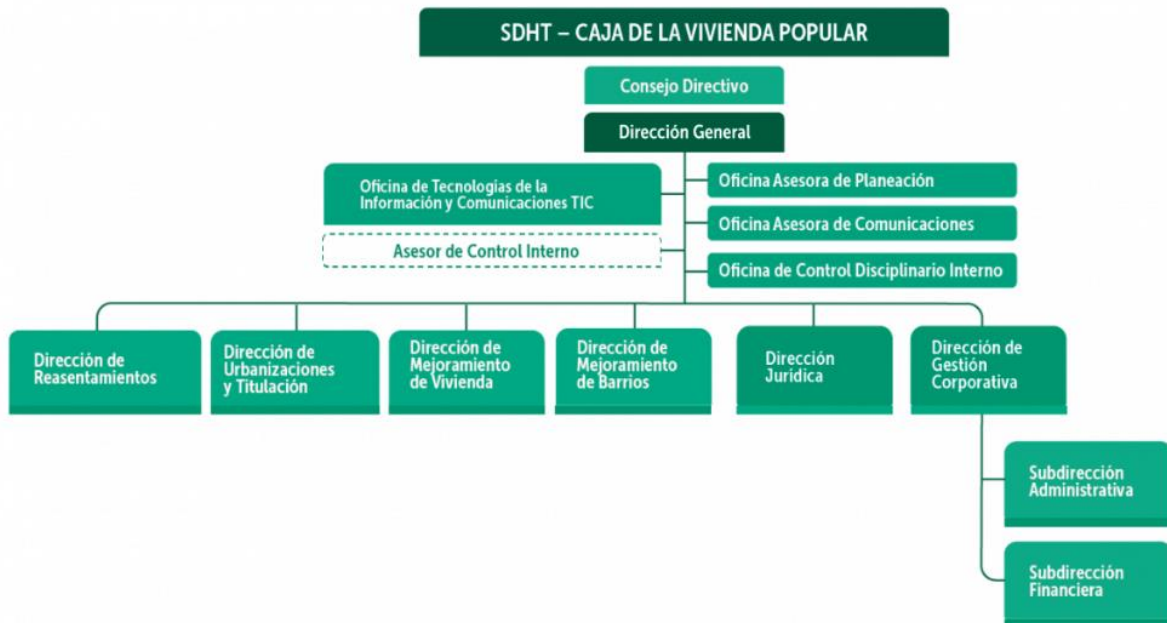 SDHT – CAJA DE LA VIVIENDA POPULAR
Consejo Directivo
Dirección General
Oficina de Tecnologías de la
Información y Comunicaciones TIC
Asesor de Control Interno
Oficina Asesora de Planeación
Oficina Asesora de Comunicaciones
Oficina de Control Disciplinario Interno
Dirección de
Reasentamientos
Dirección de
Urbanizaciones
y Titulación
Dirección de
Mejoramiento
de Vivienda
Dirección de
Mejoramiento
de Barrios
Dirección
Jurídica
Dirección de
Gestión
Corporativa
Subdirección
Administrativa
Subdirección
Financiera